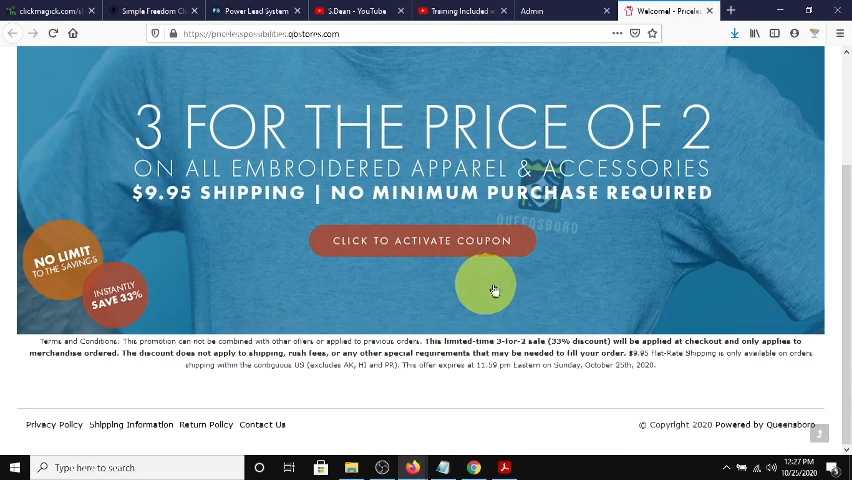 clickmagick.com/s
Simple Freedom Cl
Power Lead System
S.Dean - YouTube
Training Included w
Admin
Welcome! - Priceless
https://pricelesspossibilities.qbstores.com
3 FOR THE PRICE OF 2
ON ALL EMBROIDERED APPAREL & ACCESSORIES
$9.95 SHIPPING | NO MINIMUM PURCHASE REQUIRED
QUEENSBORO
CLICK TO ACTIVATE COUPON
NO LIMIT
TO THE SAVINGS
INSTANTLY
SAVE 33%
Terms and Conditions: This promotion can not be combined with other offers or applied to previous orders. This limited-time 3-for-2 sale (33% discount) will be applied at checkout and only applies to
merchandise ordered. The discount does not apply to shipping, rush fees, or any other special requirements that may be needed to fill your order. $9.95 Flat-Rate Shipping is only available on orders
shipping within the contiguous US (excludes AK, HI and PR). This offer expires at 11:59 pm Eastern on Sunday, October 25th, 2020.
Privacy Policy Shipping Information Return Policy Contact Us
© Copyright 2020 Powered by Queensboro
Type here to search
12:27 PM
10/25/2020